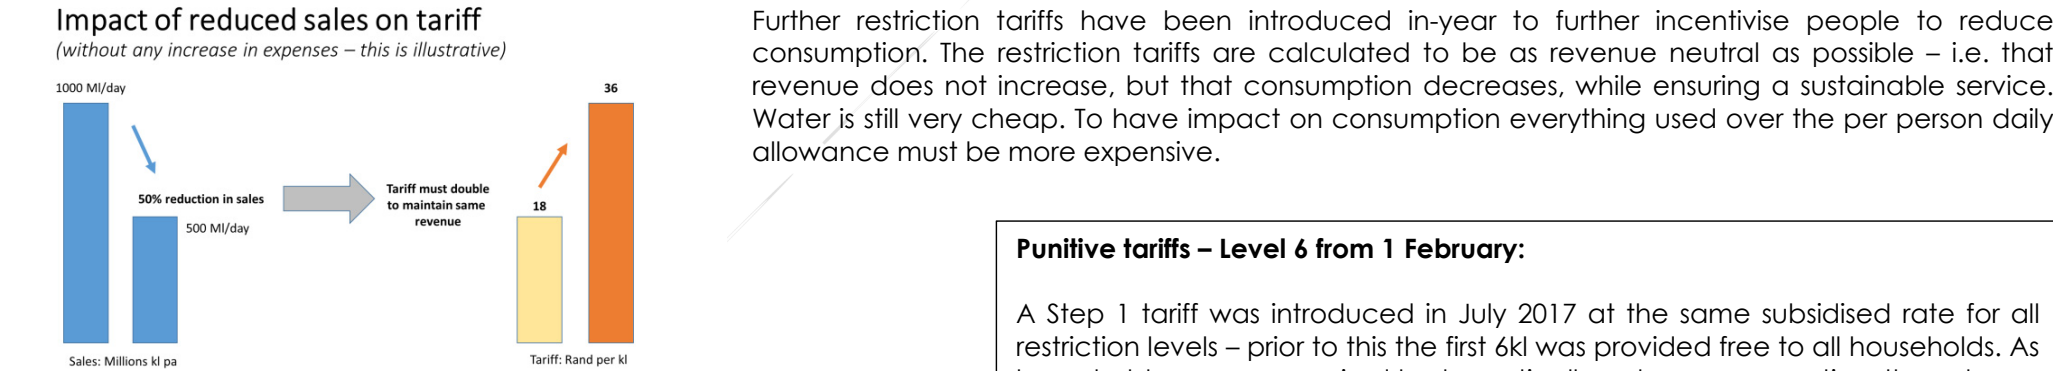 Impact of reduced sales on tariff
(without any increase in expenses – this is illustrative)
1000 Ml/day
50% reduction in sales
500 Ml/day
Sales: Millions kl pa
Tariff must double
to maintain same
revenue
18
36
Tariff: Rand per kl
Further restriction tariffs have been introduced in-year to further incentivise people to reduce
consumption. The restriction tariffs are calculated to be as revenue neutral as possible – i.e. that
revenue does not increase, but that consumption decreases, while ensuring a sustainable service.
Water is still very cheap. To have impact on consumption everything used over the per person daily
allowance must be more expensive.
Punitive tariffs – Level 6 from 1 February:
A Step 1 tariff was introduced in July 2017 at the same subsidised rate for all
restriction levels – prior to this the first 6kl was provided free to all households. As